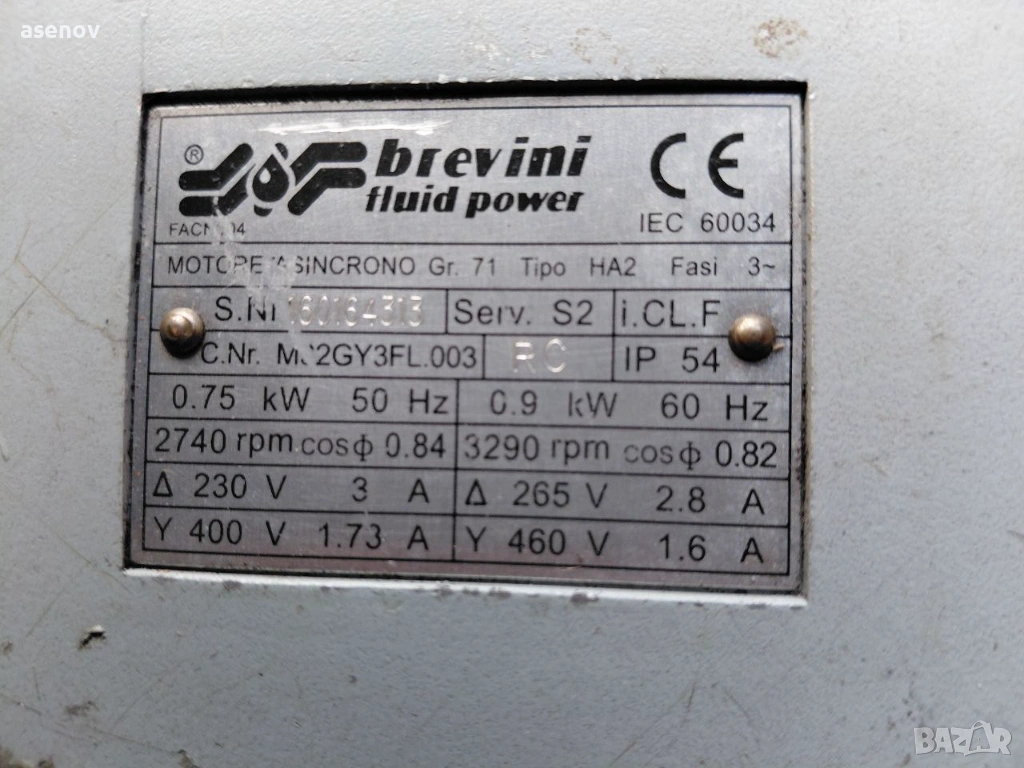 asenov
® brevini CE
fluid power
IEC 60034
MOTORE ASINCRONO Gr. 71 Tipo HA2 Fasi 3~
S.Nr 160164313 Serv. S2 i.CL.F
C.Nr. RC IP 54
0.75 kW 50 Hz 0.9 kW 60 Hz
2740 rpm cosϕ 0.84 3290 rpm cosϕ 0.82
Δ 230 V 3 A Δ 265 V 2.8 A
Y 400 V 1.73 A Y 460 V 1.6 A
BAZAR